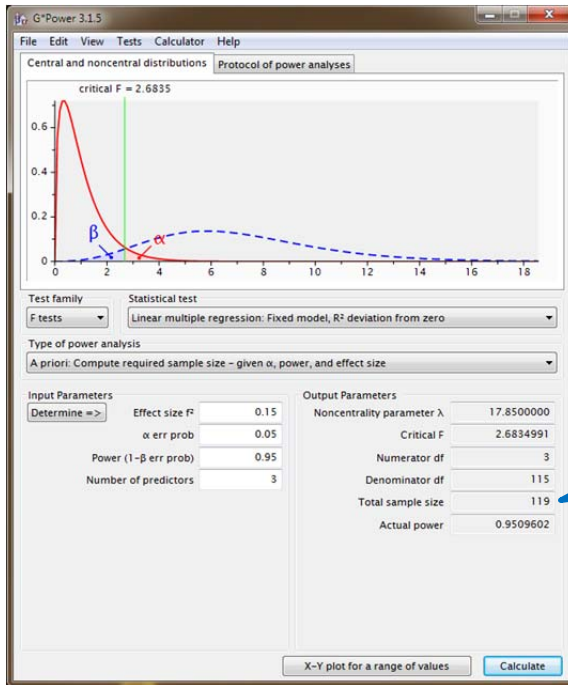 G*Power 3.1.5
File Edit View Tests Calculator Help
Central and noncentral distributions Protocol of power analyses
critical F = 2.6835
0.6
0.4
0.2
0
β α
0 2 4 6 8 10 12 14 16 18
Test family Statistical test
F tests Linear multiple regression: Fixed model, R² deviation from zero
Type of power analysis
A priori: Compute required sample size – given α, power, and effect size
Input Parameters Output Parameters
Determine => Effect size f² 0.15 Noncentrality parameter λ 17.8500000
α err prob 0.05 Critical F 2.6834991
Power (1-β err prob) 0.95 Numerator df 3
Number of predictors 3 Denominator df 115
Total sample size 119
Actual power 0.9509602
X-Y plot for a range of values Calculate